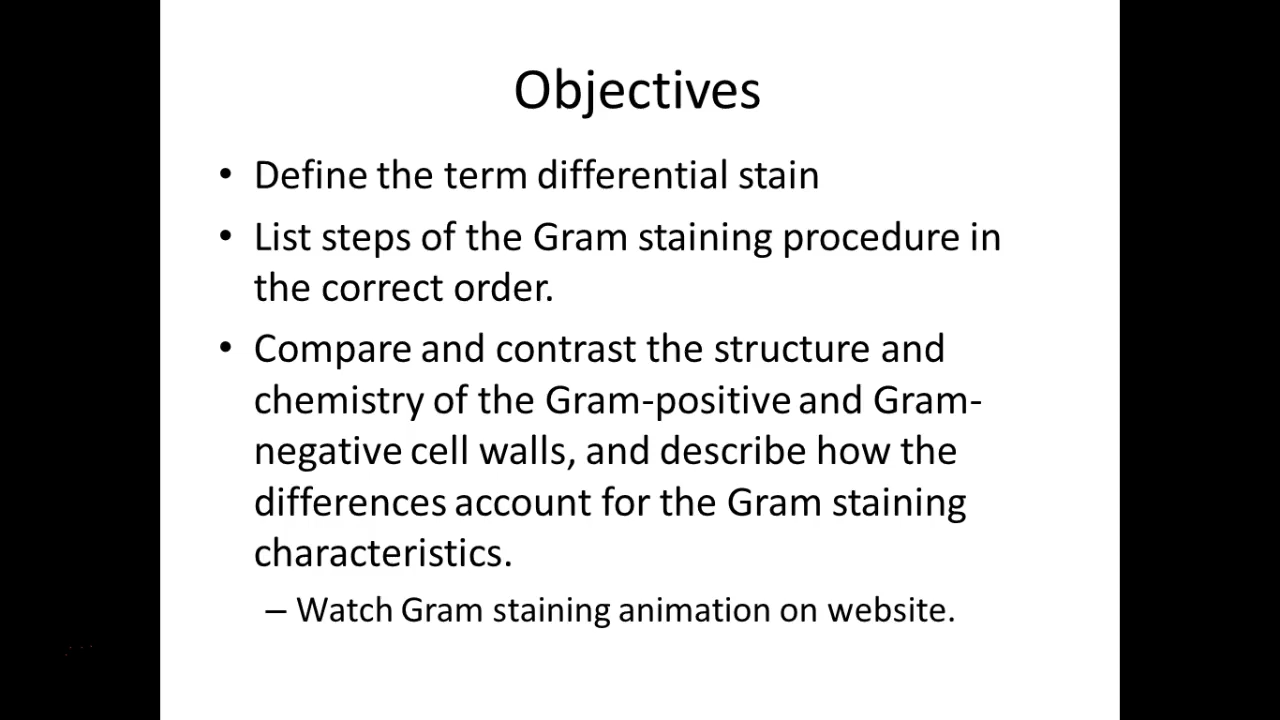 Objectives
• Define the term differential stain
• List steps of the Gram staining procedure in
the correct order.
• Compare and contrast the structure and
chemistry of the Gram-positive and Gram-
negative cell walls, and describe how the
differences account for the Gram staining
characteristics.
– Watch Gram staining animation on website.